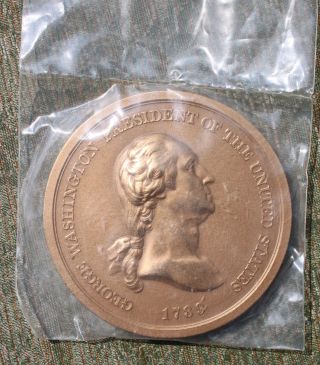 GEORGE WASHINGTON PRESIDENT OF THE UNITED STATES
1789